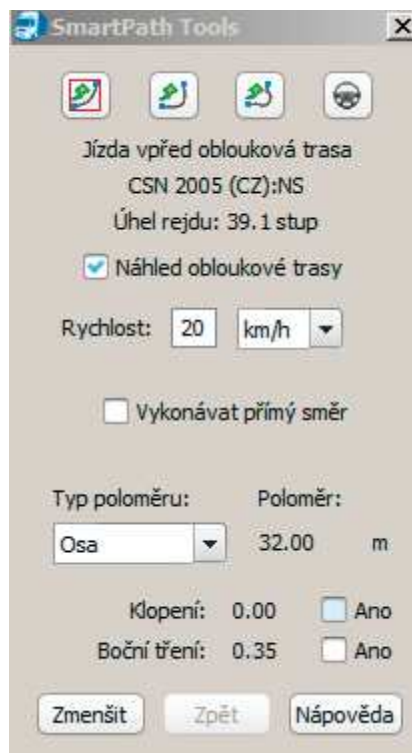 SmartPath Tools
Jízda vpřed oblouková trasa
CSN 2005 (CZ):NS
Úhel rejdu: 39.1 stup
Náhled obloukové trasy
Rychlost: 20 km/h
Vykonávat přímý směr
Typ poloměru: Poloměr:
Osa 32.00 m
Klopení: 0.00 Ano
Boční tření: 0.35 Ano
Zmenšit Zpět Nápověda